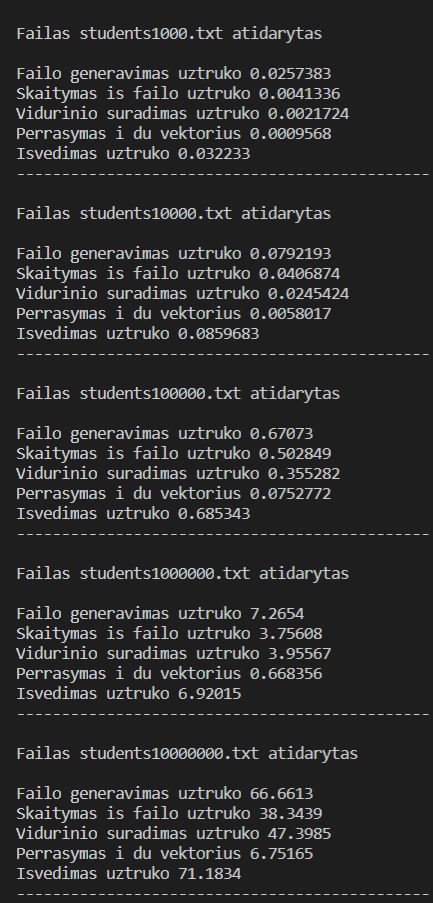 Failas students1000.txt atidarytas
Failo generavimas uztruko 0.0257383
Skaitymas is failo uztruko 0.0041336
Vidurinio suradimas uztruko 0.0021724
Perrasymas i du vektorius 0.0009568
Isvedimas uztruko 0.032233
----------------------------------------------
Failas students10000.txt atidarytas
Failo generavimas uztruko 0.0792193
Skaitymas is failo uztruko 0.0406874
Vidurinio suradimas uztruko 0.0245424
Perrasymas i du vektorius 0.0058017
Isvedimas uztruko 0.0859683
----------------------------------------------
Failas students100000.txt atidarytas
Failo generavimas uztruko 0.67073
Skaitymas is failo uztruko 0.502849
Vidurinio suradimas uztruko 0.355282
Perrasymas i du vektorius 0.0752772
Isvedimas uztruko 0.685343
----------------------------------------------
Failas students1000000.txt atidarytas
Failo generavimas uztruko 7.2654
Skaitymas is failo uztruko 3.75608
Vidurinio suradimas uztruko 3.95567
Perrasymas i du vektorius 0.668356
Isvedimas uztruko 6.92015
----------------------------------------------
Failas students10000000.txt atidarytas
Failo generavimas uztruko 66.6613
Skaitymas is failo uztruko 38.3439
Vidurinio suradimas uztruko 47.3985
Perrasymas i du vektorius 6.75165
Isvedimas uztruko 71.1834
----------------------------------------------